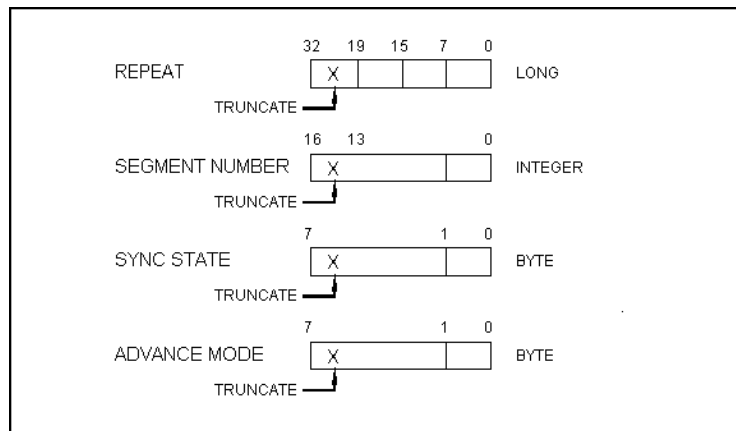 32 19 15 7 0
REPEAT X LONG
TRUNCATE
16 13 0
SEGMENT NUMBER X INTEGER
TRUNCATE
7 1 0
SYNC STATE X BYTE
TRUNCATE
7 1 0
ADVANCE MODE X BYTE
TRUNCATE